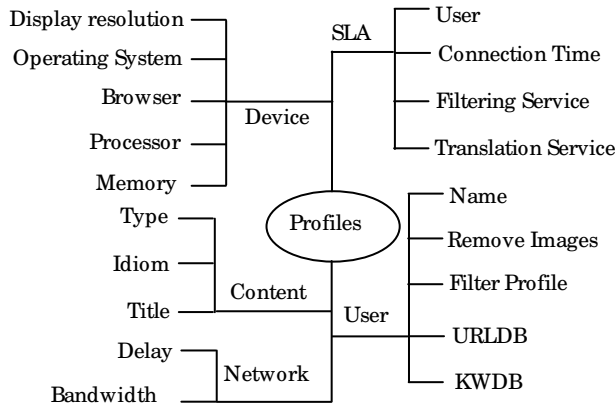 Display resolution
Operating System
Browser
Processor
Memory
Device
SLA
User
Connection Time
Filtering Service
Translation Service
Profiles
Type
Idiom
Title
Content
Delay
Bandwidth
Network
User
Name
Remove Images
Filter Profile
URLDB
KWDB